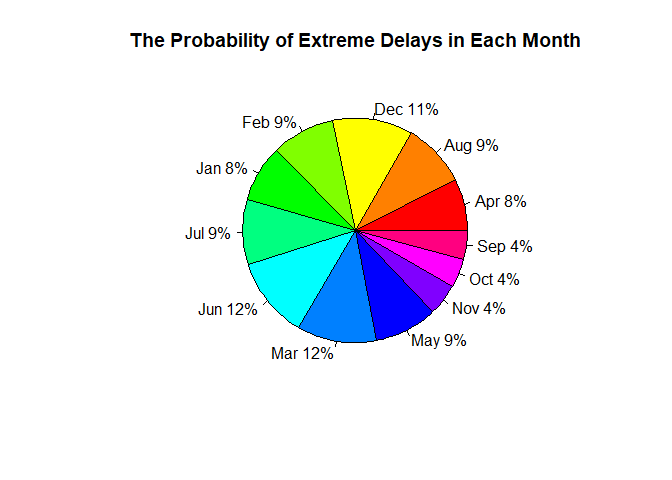 The Probability of Extreme Delays in Each Month
Dec 11%
Feb 9%
Aug 9%
Jan 8%
Apr 8%
Jul 9%
Sep 4%
Oct 4%
Jun 12%
Nov 4%
May 9%
Mar 12%